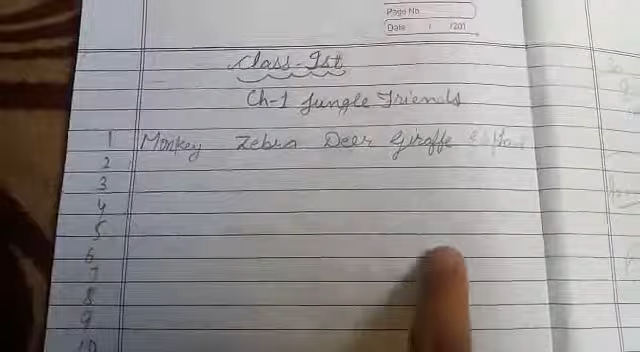 Page No
Date / /201
Class-Ist
Ch-1 Jungle Friends
1 Monkey Zebra Deer Giraffe
2
3
4
5
6
7
8
9
10